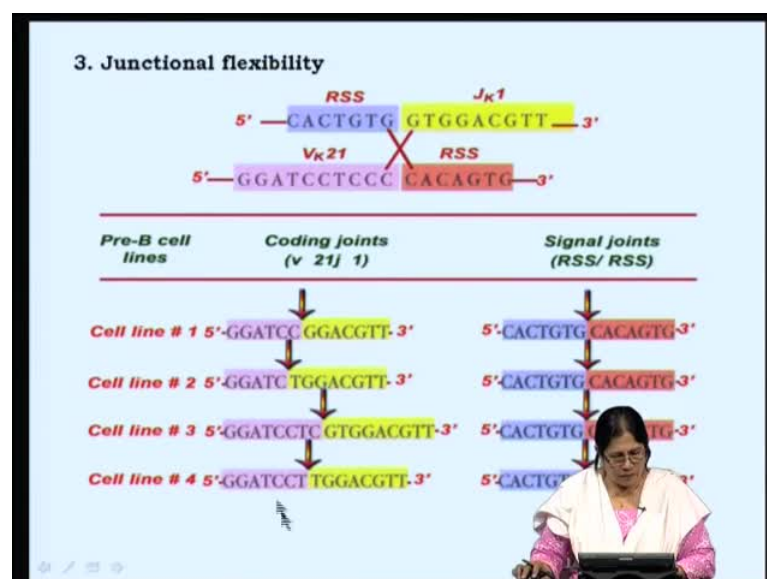 3. Junctional flexibility
RSS Jκ1
5' CACTGTG GTGGACGTT 3'
Vκ21 RSS
5' GGATCCTCCC CACAGTG 3'
Pre-B cell lines Coding joints (v 21j 1) Signal joints (RSS/ RSS)
Cell line # 1 5'-GGATCC GGACGTT- 3' 5'-CACTGTG CACAGTG-3'
Cell line # 2 5'-GGATC TGGACGTT- 3' 5'-CACTGTG CACAGTG-3'
Cell line # 3 5'-GGATCCTC GTGGACGTT-3' 5'-CACTGTG TG-3'
Cell line # 4 5'-GGATCCT TGGACGTT- 3' 5'-CACTG 3'